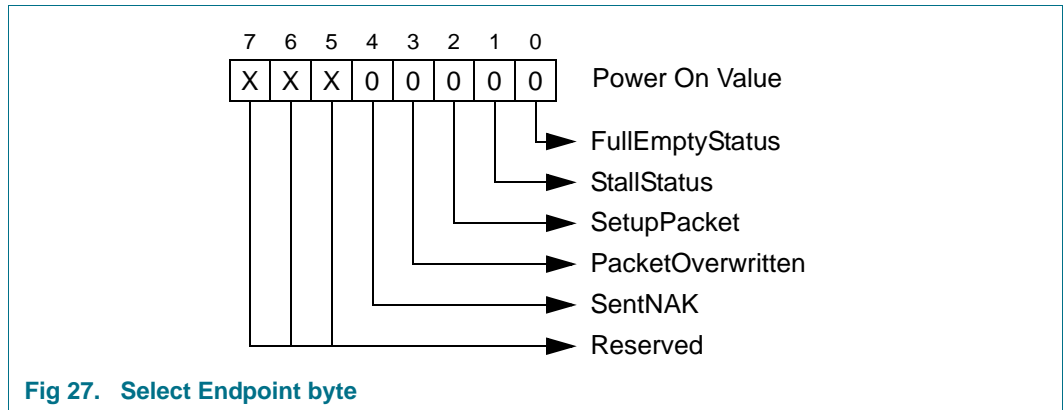 7 6 5 4 3 2 1 0
X X X 0 0 0 0 0 Power On Value
FullEmptyStatus
StallStatus
SetupPacket
PacketOverwritten
SentNAK
Reserved
Fig 27. Select Endpoint byte